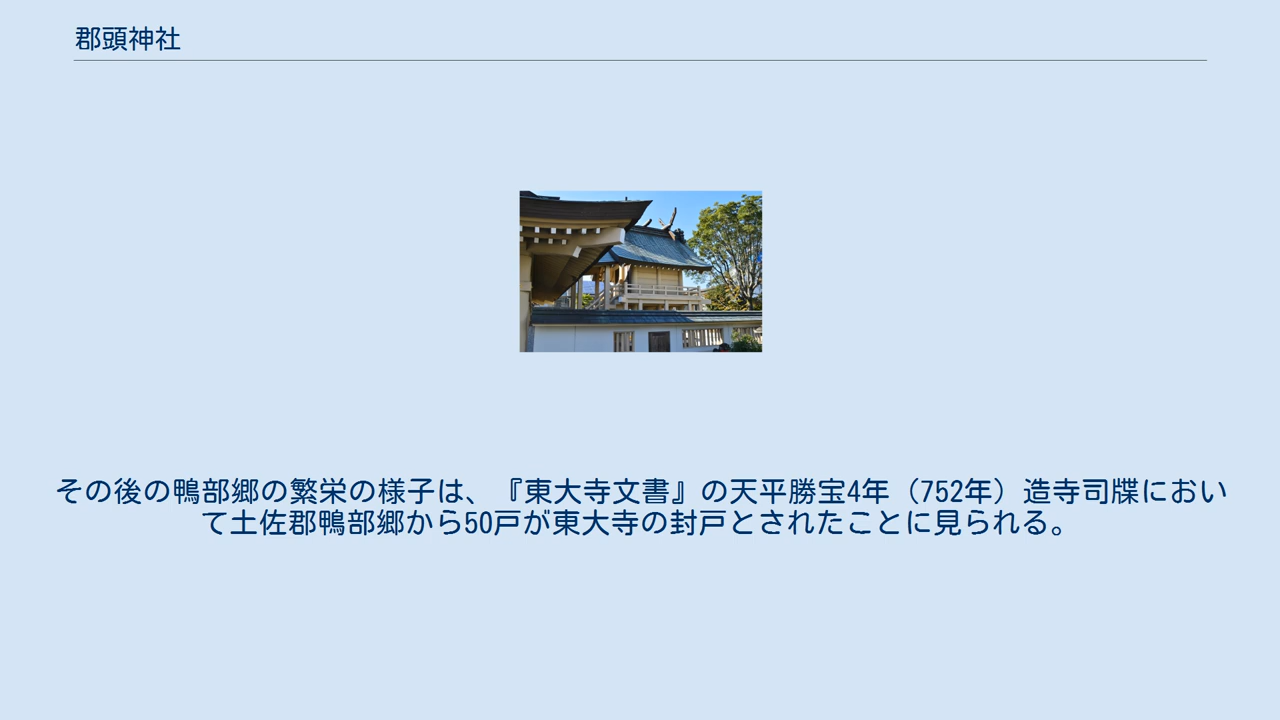 郡頭神社
その後の鴨部郷の繁栄の様子は、『東大寺文書』の天平勝宝4年（752年）造寺司牒におい
て土佐郡鴨部郷から50戸が東大寺の封戸とされたことに見られる。